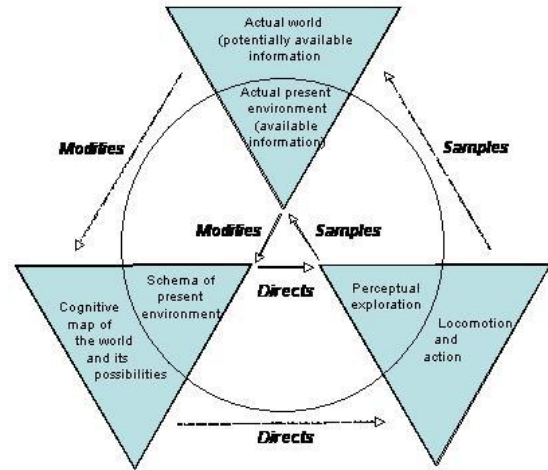 Actual world
(potentially available
information
Actual present
environment
(available
information)
Modifies
Samples
Modifies
Samples
Schema of
present
environment
Directs
Perceptual
exploration
Cognitive
map of
the world
and its
possibilities
Locomotion
and
action
Directs